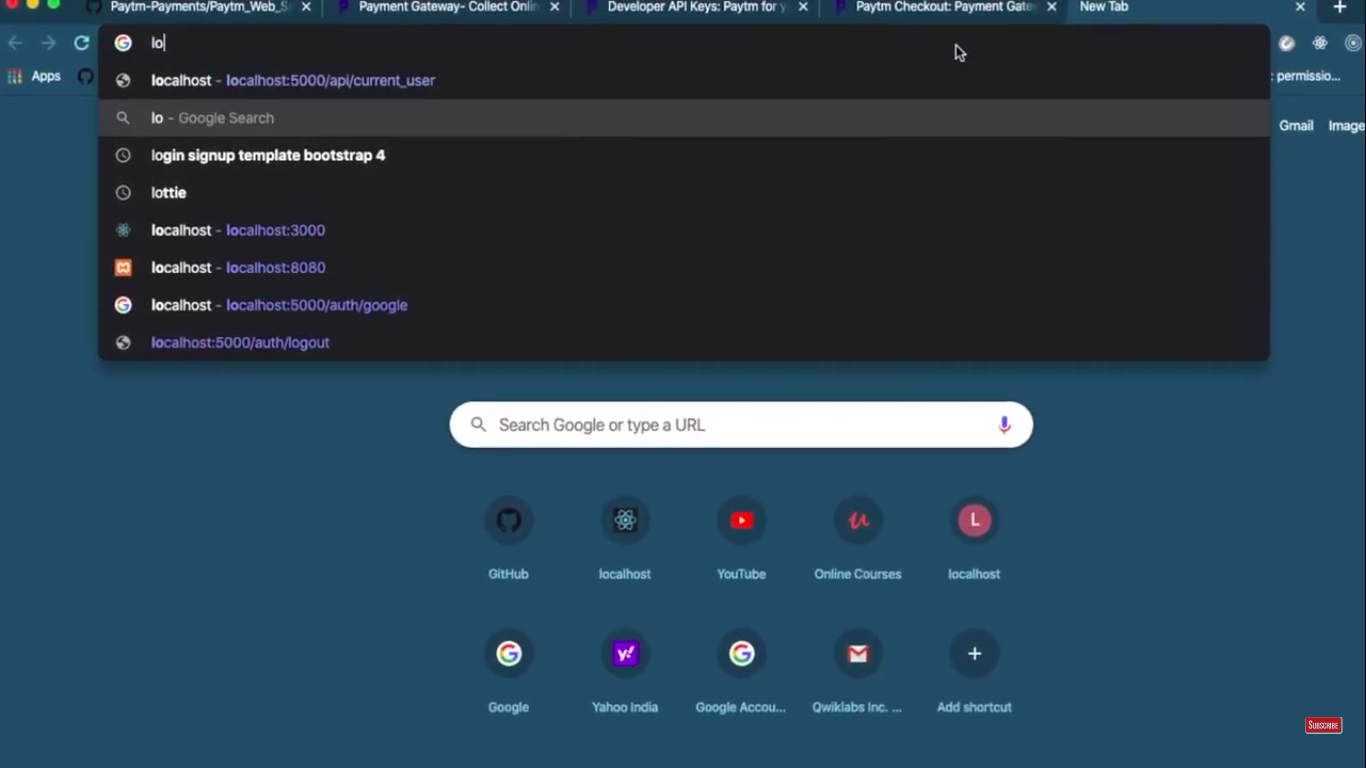 Paytm-Payments/Paytm_Web_S
Payment Gateway- Collect Onlin
Developer API Keys: Paytm for y
Paytm Checkout: Payment Gate
New Tab
lo
Apps
localhost - localhost:5000/api/current_user
: permissio...
lo - Google Search
Gmail
Image
login signup template bootstrap 4
lottie
localhost - localhost:3000
localhost - localhost:8080
localhost - localhost:5000/auth/google
localhost:5000/auth/logout
Search Google or type a URL
L
GitHub
localhost
YouTube
Online Courses
localhost
y!
Google
Yahoo India
Google Accou...
Qwiklabs Inc. ...
Add shortcut
SUBSCRIBE